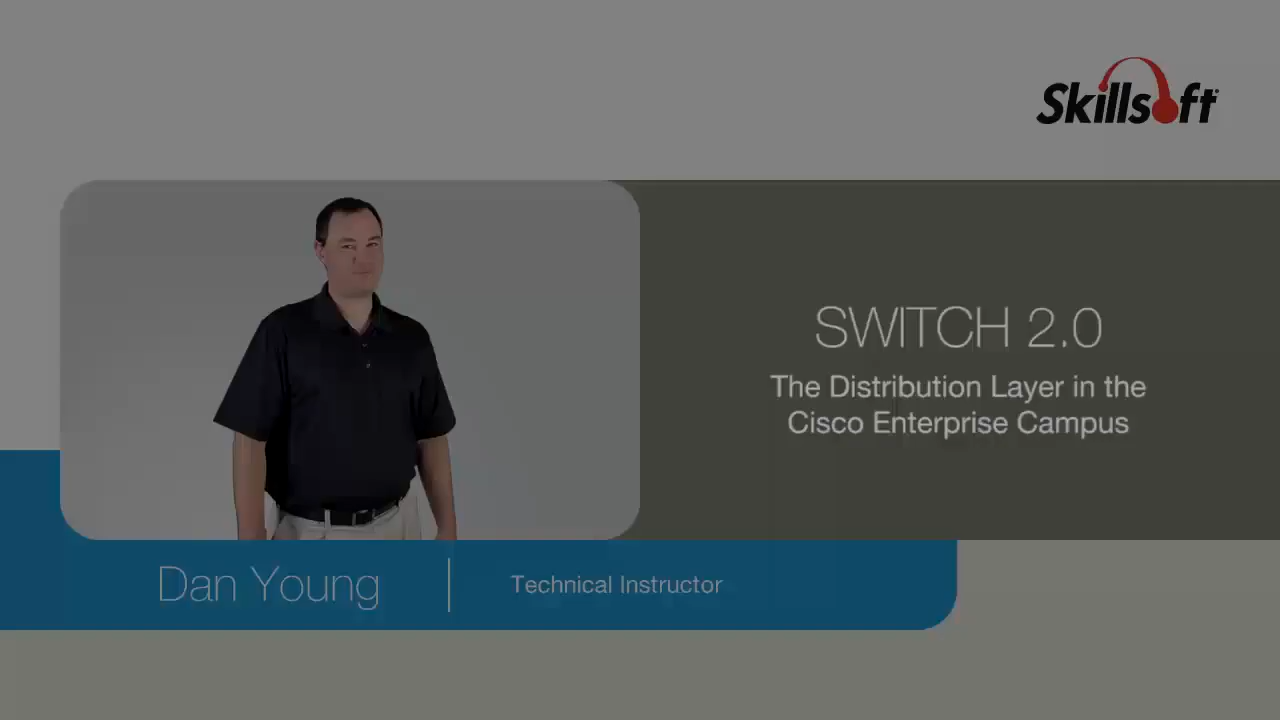 Skillsoft
SWITCH 2.0
The Distribution Layer in the
Cisco Enterprise Campus
Dan Young
Technical Instructor